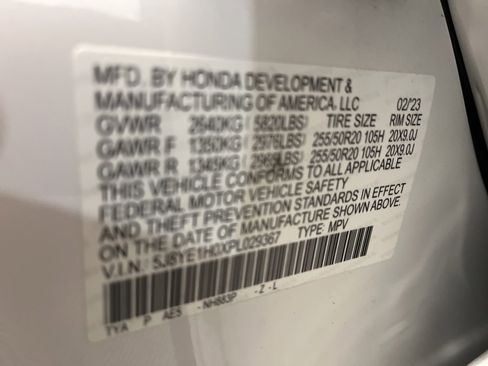 MFD. BY HONDA DEVELOPMENT &
MANUFACTURING OF AMERICA, LLC 02/'23
GVWR 2640KG ( 5820LBS) TIRE SIZE RIM SIZE
GAWR F 1350KG ( 2976LBS) 255/50R20 105H 20X9.0J
GAWR R 255/50R20 105H 20X9.0J
THIS VEHICLE CONFORMS TO ALL APPLICABLE
FEDERAL MOTOR VEHICLE SAFETY
AND THEFT PREVENTION STANDARDS IN EFFECT
ON THE DATE OF MANUFACTURE SHOWN ABOVE.
V.I.N.: 5J8YE1H0XPL029367 TYPE: MPV
TYA P AES -NH883P -Z-L